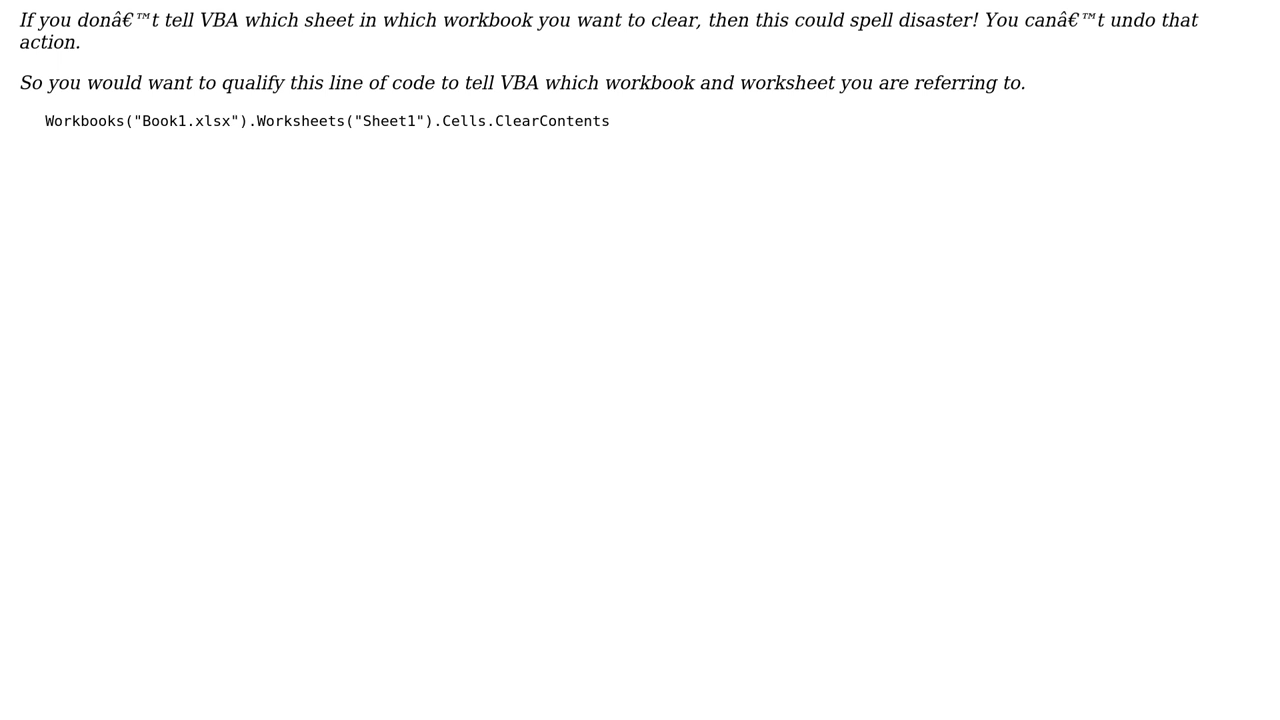 If you donâ€™t tell VBA which sheet in which workbook you want to clear, then this could spell disaster! You canâ€™t undo that
action.
So you would want to qualify this line of code to tell VBA which workbook and worksheet you are referring to.
Workbooks("Book1.xlsx").Worksheets("Sheet1").Cells.ClearContents